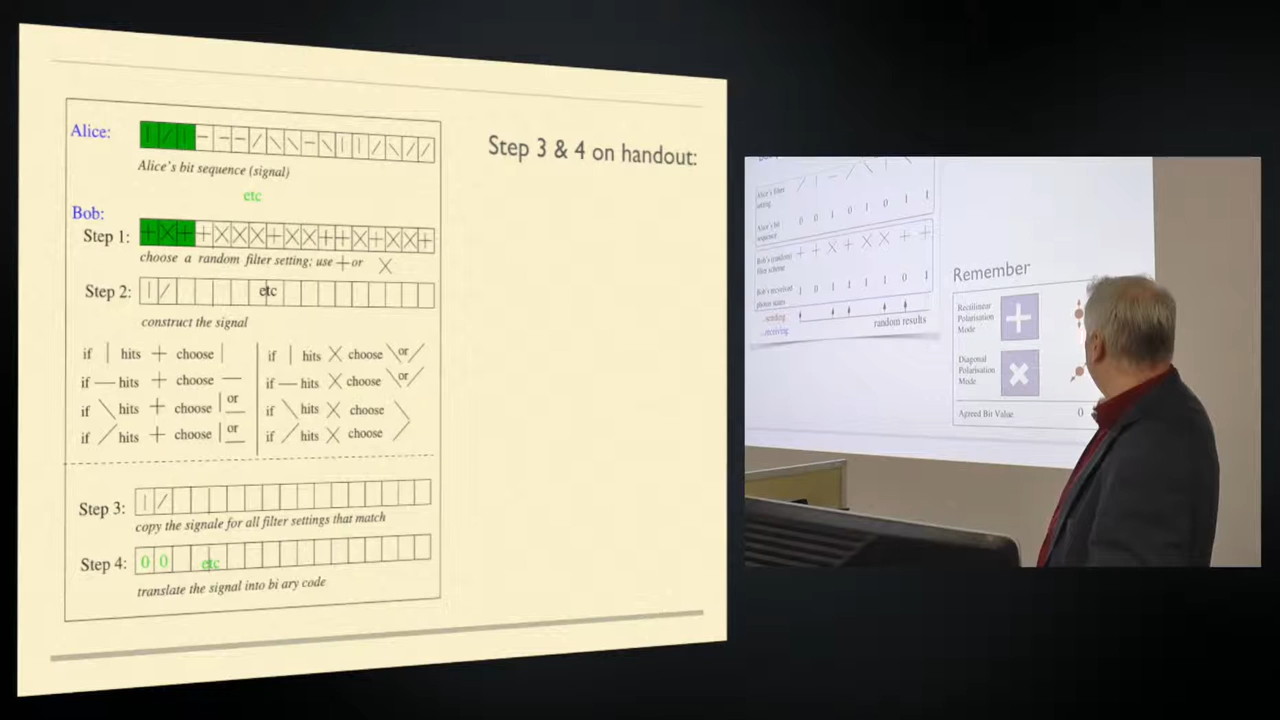 Step 3 & 4 on handout:
Alice:
Alice's bit sequence (signal)
etc
Bob:
Step 1:
choose a random filter setting; use + or ×
Step 2:
| / etc
construct the signal
if | hits + choose |
if — hits + choose —
if \ hits + choose | or —
if / hits + choose | or —
if | hits × choose \ or /
if — hits × choose \ or /
if \ hits × choose \
if / hits × choose /
Step 3:
| /
copy the signale for all filter settings that match
Step 4:
0 0 etc
translate the signal into bi ary code
Alice's filter
setting
Alice's bit
sequence
0 0 1 0 1 0 1 1
Bob's (random)
filter scheme
+ + × + × × + +
Bob's received
1 0 1 1 1 1 0 1
...sending
...receiving
random results
Remember
Rectilinear
Polarisation
Mode
+
Diagonal
Polarisation
Mode
×
Agreed Bit Value
0